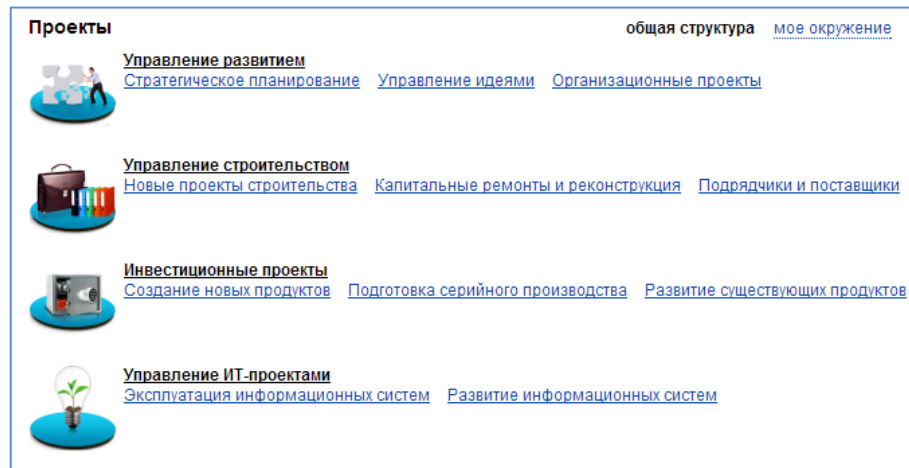 Проекты общая структура мое окружение
Управление развитием
Стратегическое планирование Управление идеями Организационные проекты
Управление строительством
Новые проекты строительства Капитальные ремонты и реконструкция Подрядчики и поставщики
Инвестиционные проекты
Создание новых продуктов Подготовка серийного производства Развитие существующих продуктов
Управление ИТ-проектами
Эксплуатация информационных систем Развитие информационных систем